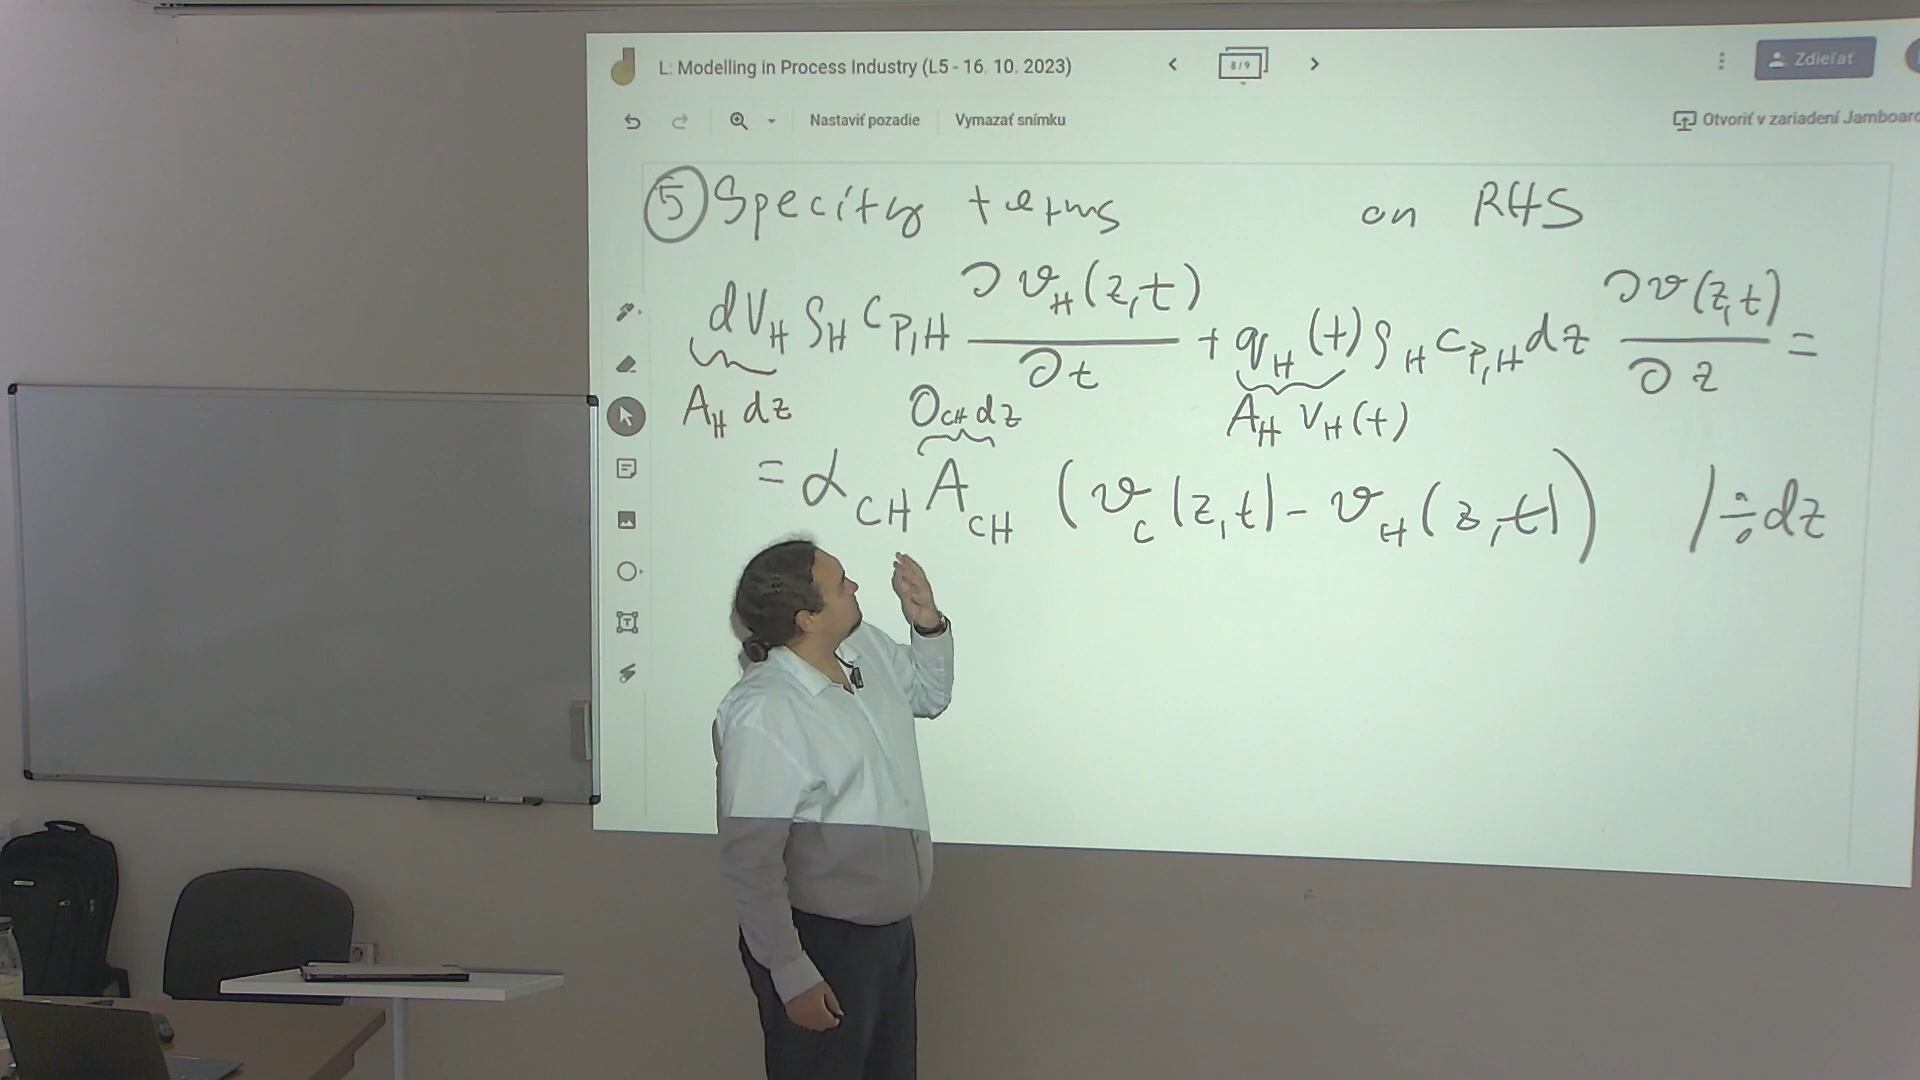 L: Modelling in Process Industry (L5 - 16. 10. 2023)
8/9
Zdieľať
Nastaviť pozadie
Vymazať snímku
Otvoriť v zariadení Jamboard
⑤ Specify terms on RHS
dV_H ρ_H c_P,H ∂ϑ_H(z,t)/∂t + q_H(t) ρ_H c_P,H dz ∂ϑ(z,t)/∂z =
A_H dz
O_CH dz
A_H v_H(t)
= α_CH A_CH (ϑ_C(z,t) - ϑ_H(z,t)) / ÷ dz